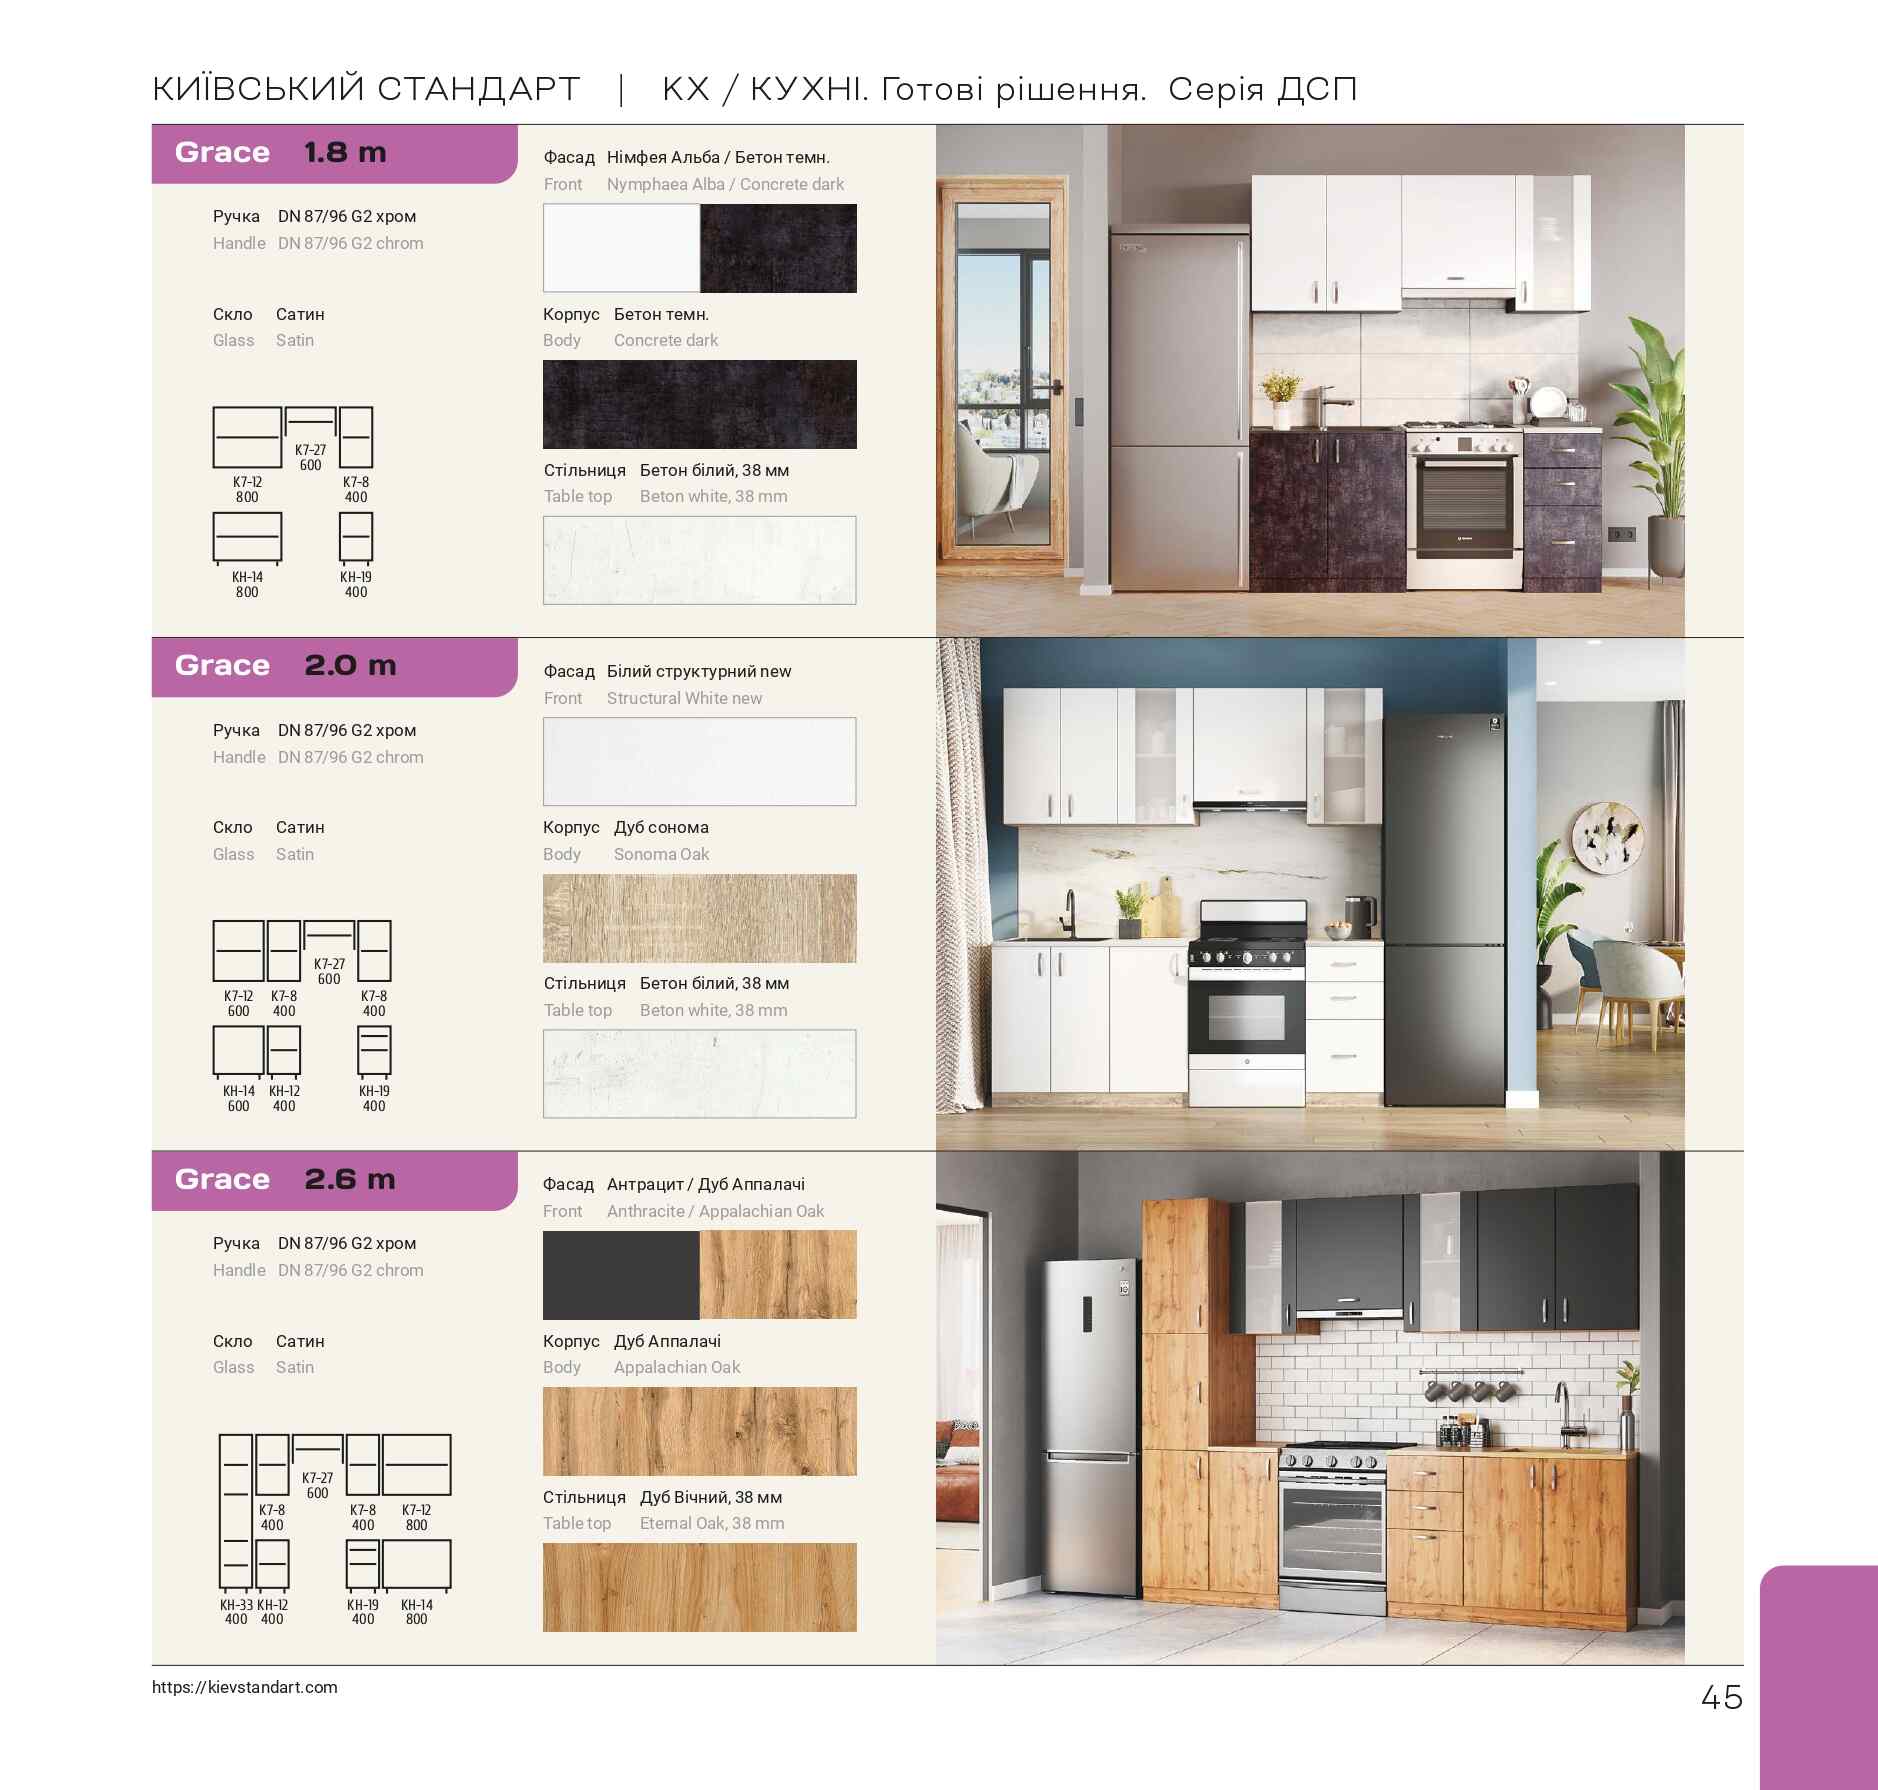 КИЇВСЬКИЙ СТАНДАРТ | КХ / КУХНІ. Готові рішення. Серія ДСП
Grace 1.8 m
Ручка DN 87/96 G2 хром
Handle DN 87/96 G2 chrom
Скло Сатин
Glass Satin
K7-27
600
K7-12
800
K7-8
400
KH-14
800
KH-19
400
Фасад Німфея Альба / Бетон темн.
Front Nymphaea Alba / Concrete dark
Корпус Бетон темн.
Body Concrete dark
Стільниця Бетон білий, 38 мм
Table top Beton white, 38 mm
Grace 2.0 m
Ручка DN 87/96 G2 хром
Handle DN 87/96 G2 chrom
Скло Сатин
Glass Satin
K7-27
600
K7-12
600
K7-8
400
K7-8
400
KH-14
600
KH-12
400
KH-19
400
Фасад Білий структурний new
Front Structural White new
Корпус Дуб сонома
Body Sonoma Oak
Стільниця Бетон білий, 38 мм
Table top Beton white, 38 mm
Grace 2.6 m
Ручка DN 87/96 G2 хром
Handle DN 87/96 G2 chrom
Скло Сатин
Glass Satin
K7-27
600
K7-8
400
K7-8
400
K7-12
800
KH-33
400
KH-12
400
KH-19
400
KH-14
800
Фасад Антрацит / Дуб Аппалачі
Front Anthracite / Appalachian Oak
Корпус Дуб Аппалачі
Body Appalachian Oak
Стільниця Дуб Вічний, 38 мм
Table top Eternal Oak, 38 mm
https://kievstandart.com
45